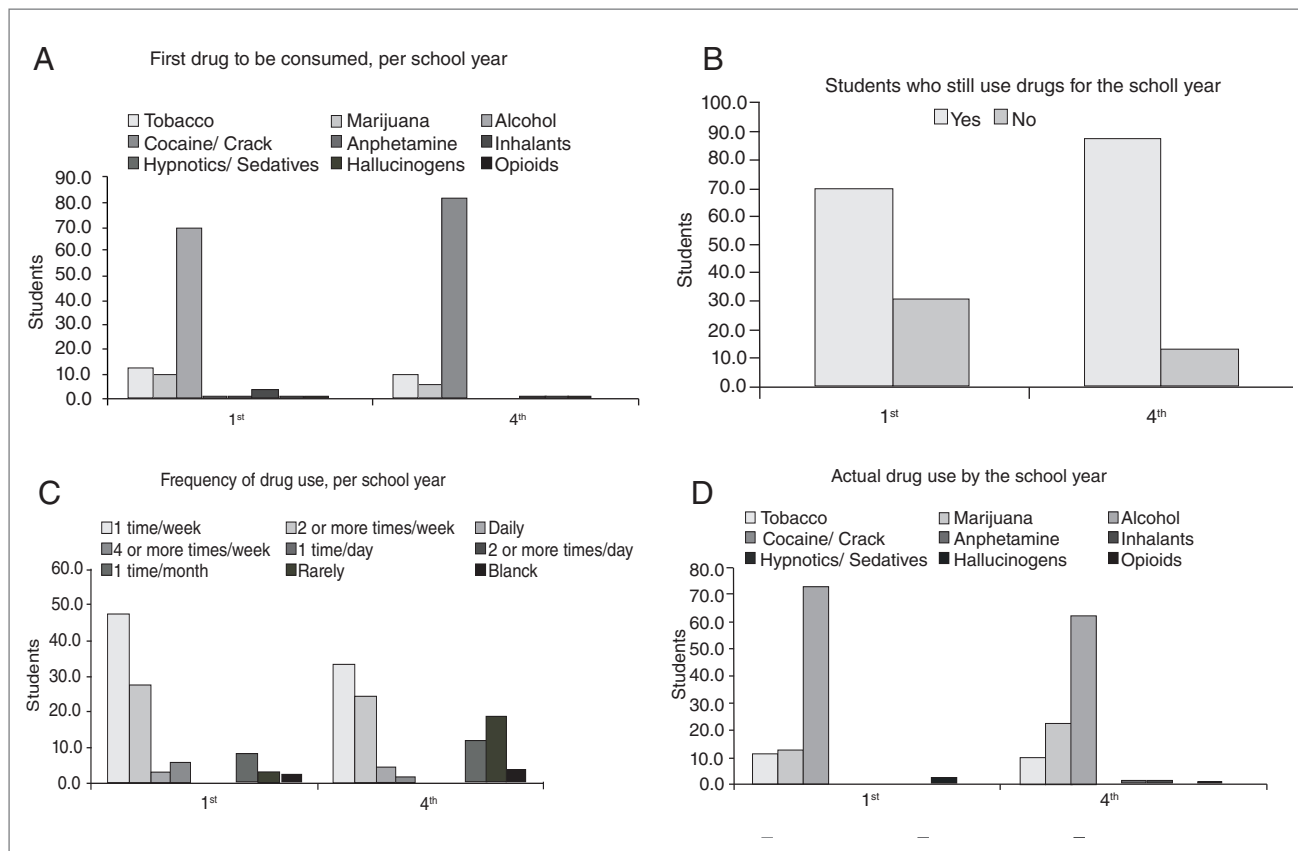 A
First drug to be consumed, per school year
Tobacco Marijuana Alcohol
Cocaine/ Crack Anphetamine Inhalants
Hypnotics/ Sedatives Hallucinogens Opioids
90.0
80.0
70.0
60.0
50.0
40.0
30.0
20.0
10.0
0.0
Students
1st 4th
B
Students who still use drugs for the scholl year
Yes No
100.0
90.0
80.0
70.0
60.0
50.0
40.0
30.0
20.0
10.0
0.0
Students
1st 4th
C
Frequency of drug use, per school year
1 time/week 2 or more times/week Daily
4 or more times/week 1 time/day 2 or more times/day
1 time/month Rarely Blanck
60.0
50.0
40.0
30.0
20.0
10.0
0.0
Students
1st 4th
D
Actual drug use by the school year
Tobacco Marijuana Alcohol
Cocaine/ Crack Anphetamine Inhalants
Hypnotics/ Sedatives Hallucinogens Opioids
80.0
70.0
60.0
50.0
40.0
30.0
20.0
10.0
0.0
Students
1st 4th